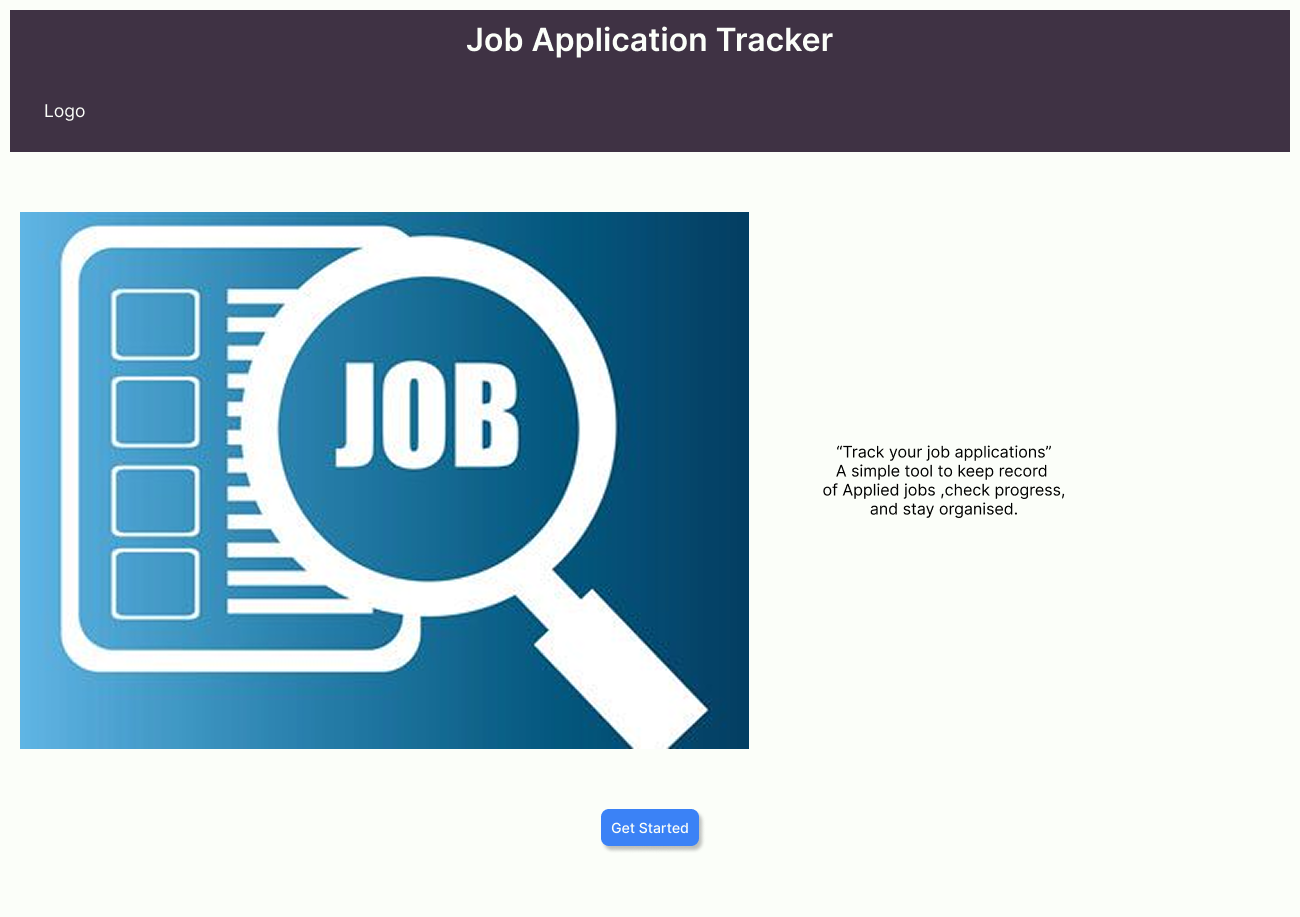 Job Application Tracker
Logo
JOB
“Track your job applications”
A simple tool to keep record
of Applied jobs ,check progress,
and stay organised.
Get Started